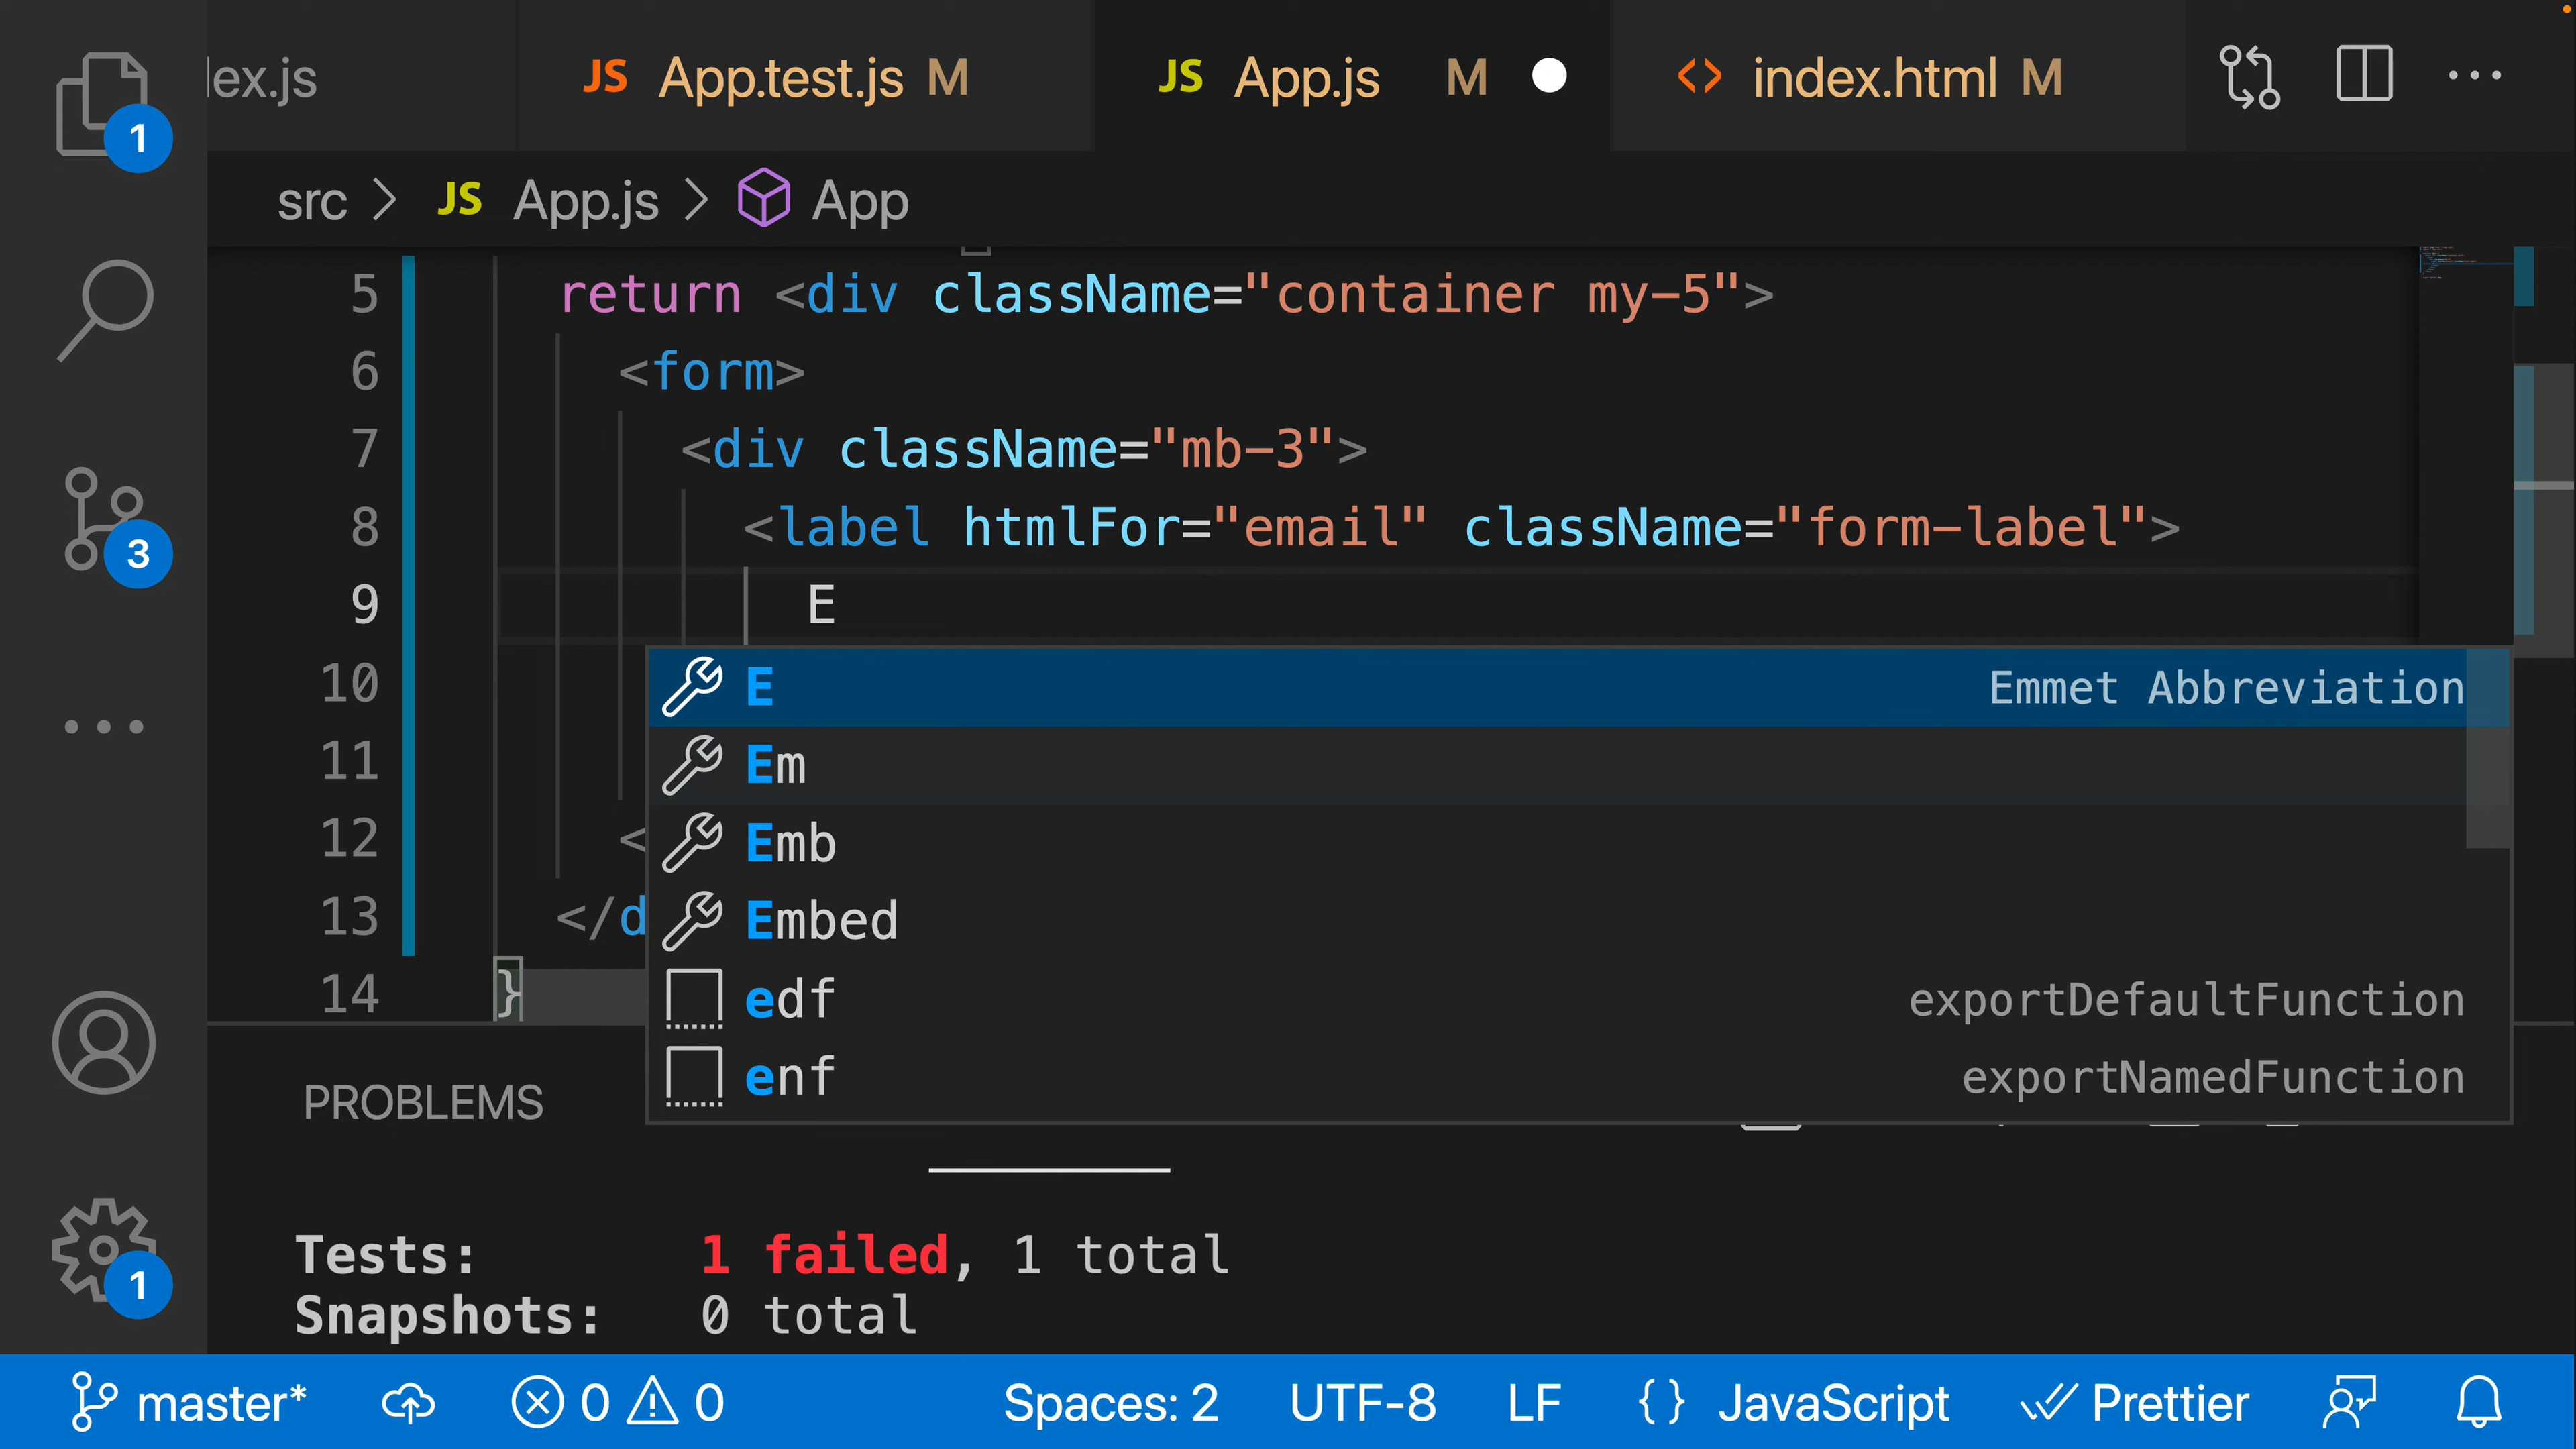 ex.js
JS App.test.js M
JS App.js M
<> index.html M
src > JS App.js > App
5 return <div className="container my-5">
6 <form>
7 <div className="mb-3">
8 <label htmlFor="email" className="form-label">
9 E
10 E Emmet Abbreviation
11 Em
12 < Emb
13 </d Embed
14 } edf exportDefaultFunction
enf exportNamedFunction
PROBLEMS
Tests: 1 failed, 1 total
Snapshots: 0 total
1
3
1
master* 0 0 Spaces: 2 UTF-8 LF {} JavaScript Prettier